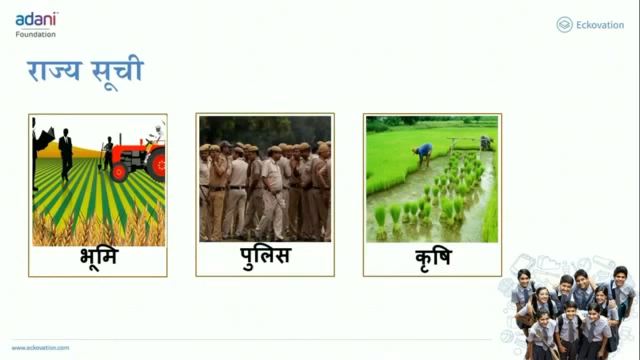 adani
Foundation
Eckovation
राज्य सूची
भूमि
पुलिस
कृषि
www.eckovation.com